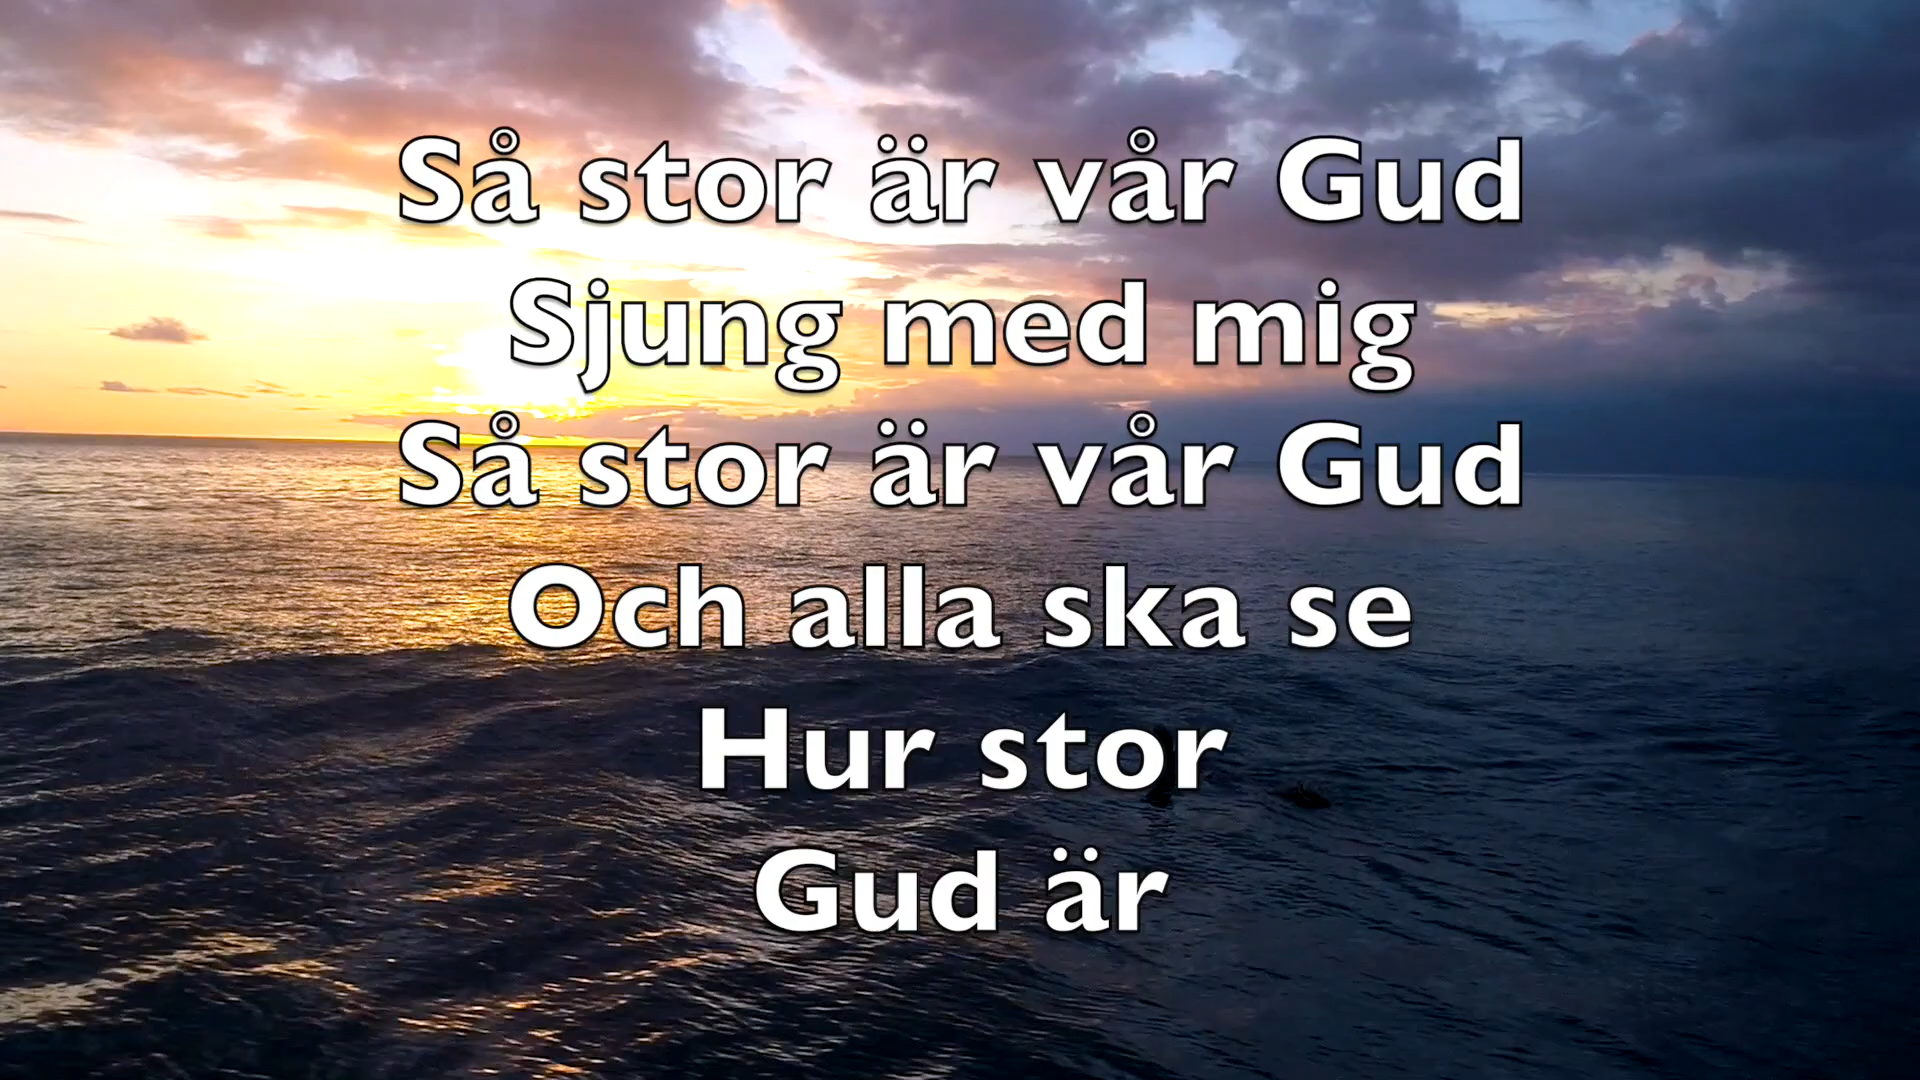 Så stor är vår Gud
Sjung med mig
Så stor är vår Gud
Och alla ska se
Hur stor
Gud är